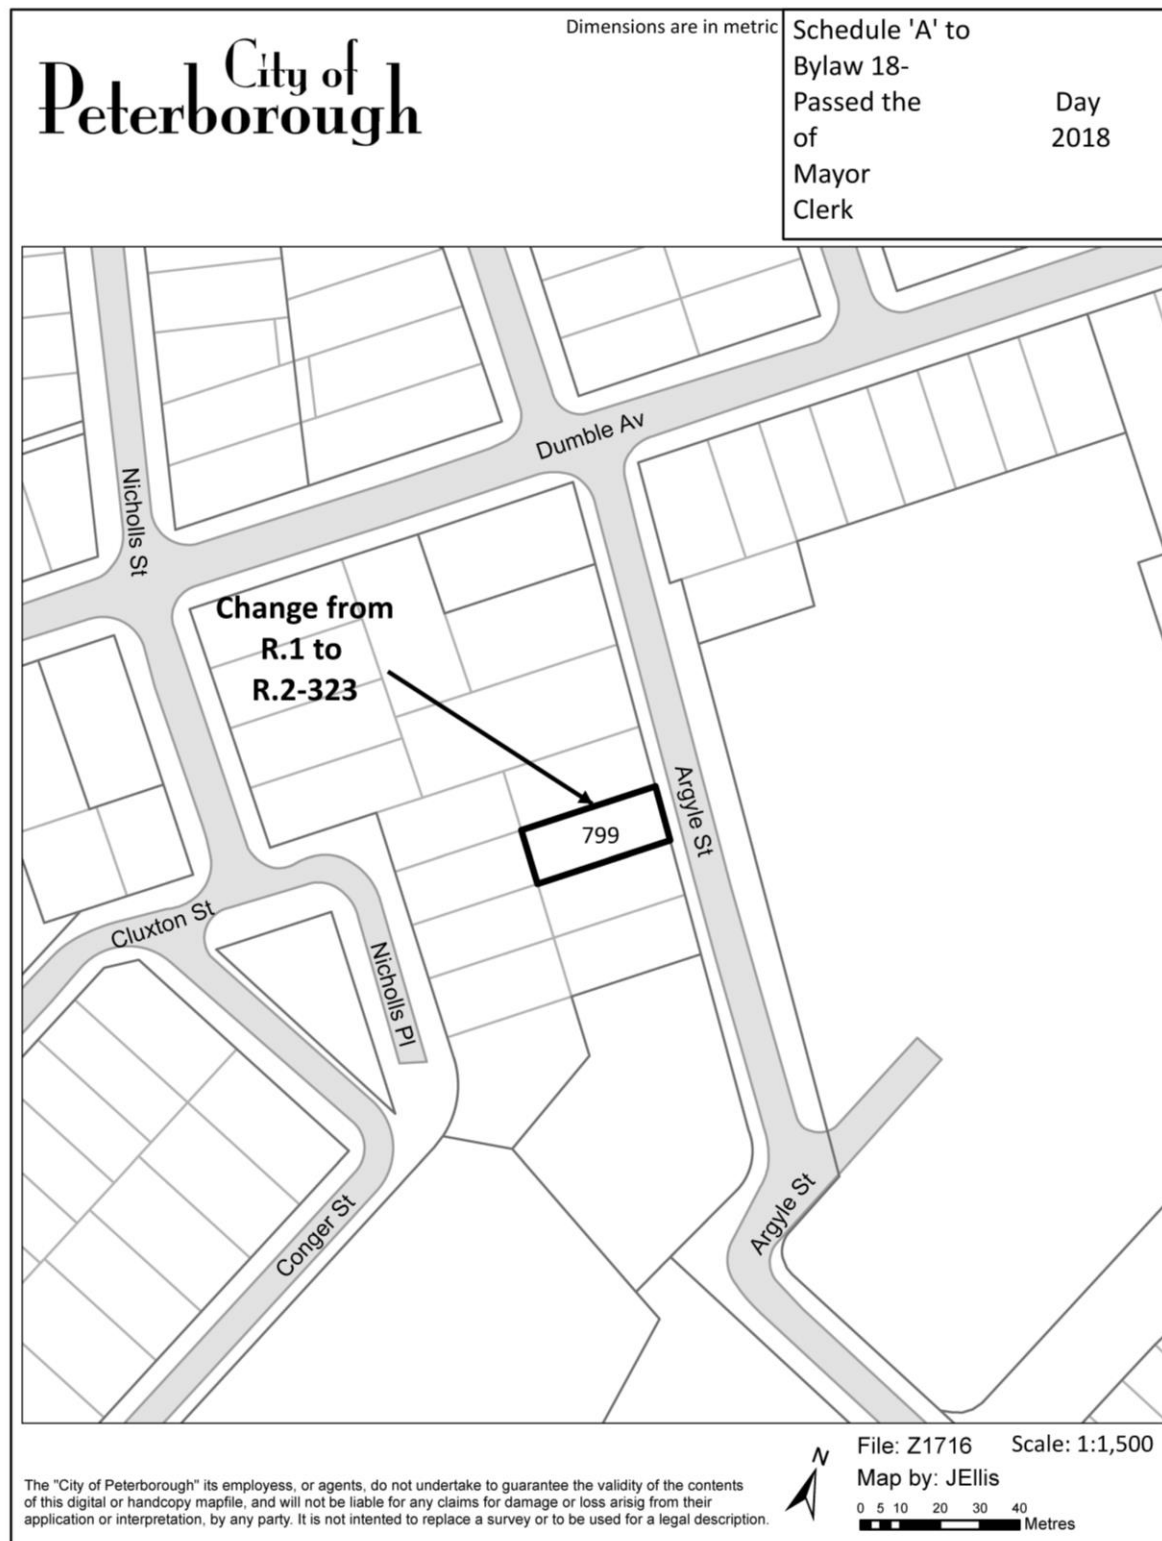 City of
Peterborough
Dimensions are in metric
Schedule 'A' to
Bylaw 18-
Passed the Day
of 2018
Mayor
Clerk
Dumble Av
Nicholls St
Change from
R.1 to
R.2-323
799
Argyle St
Cluxton St
Nicholls Pl
Conger St
Argyle St
The "City of Peterborough" its employess, or agents, do not undertake to guarantee the validity of the contents
of this digital or handcopy mapfile, and will not be liable for any claims for damage or loss arisig from their
application or interpretation, by any party. It is not intended to replace a survey or to be used for a legal description.
N
File: Z1716 Scale: 1:1,500
Map by: JEllis
0 5 10 20 30 40
Metres